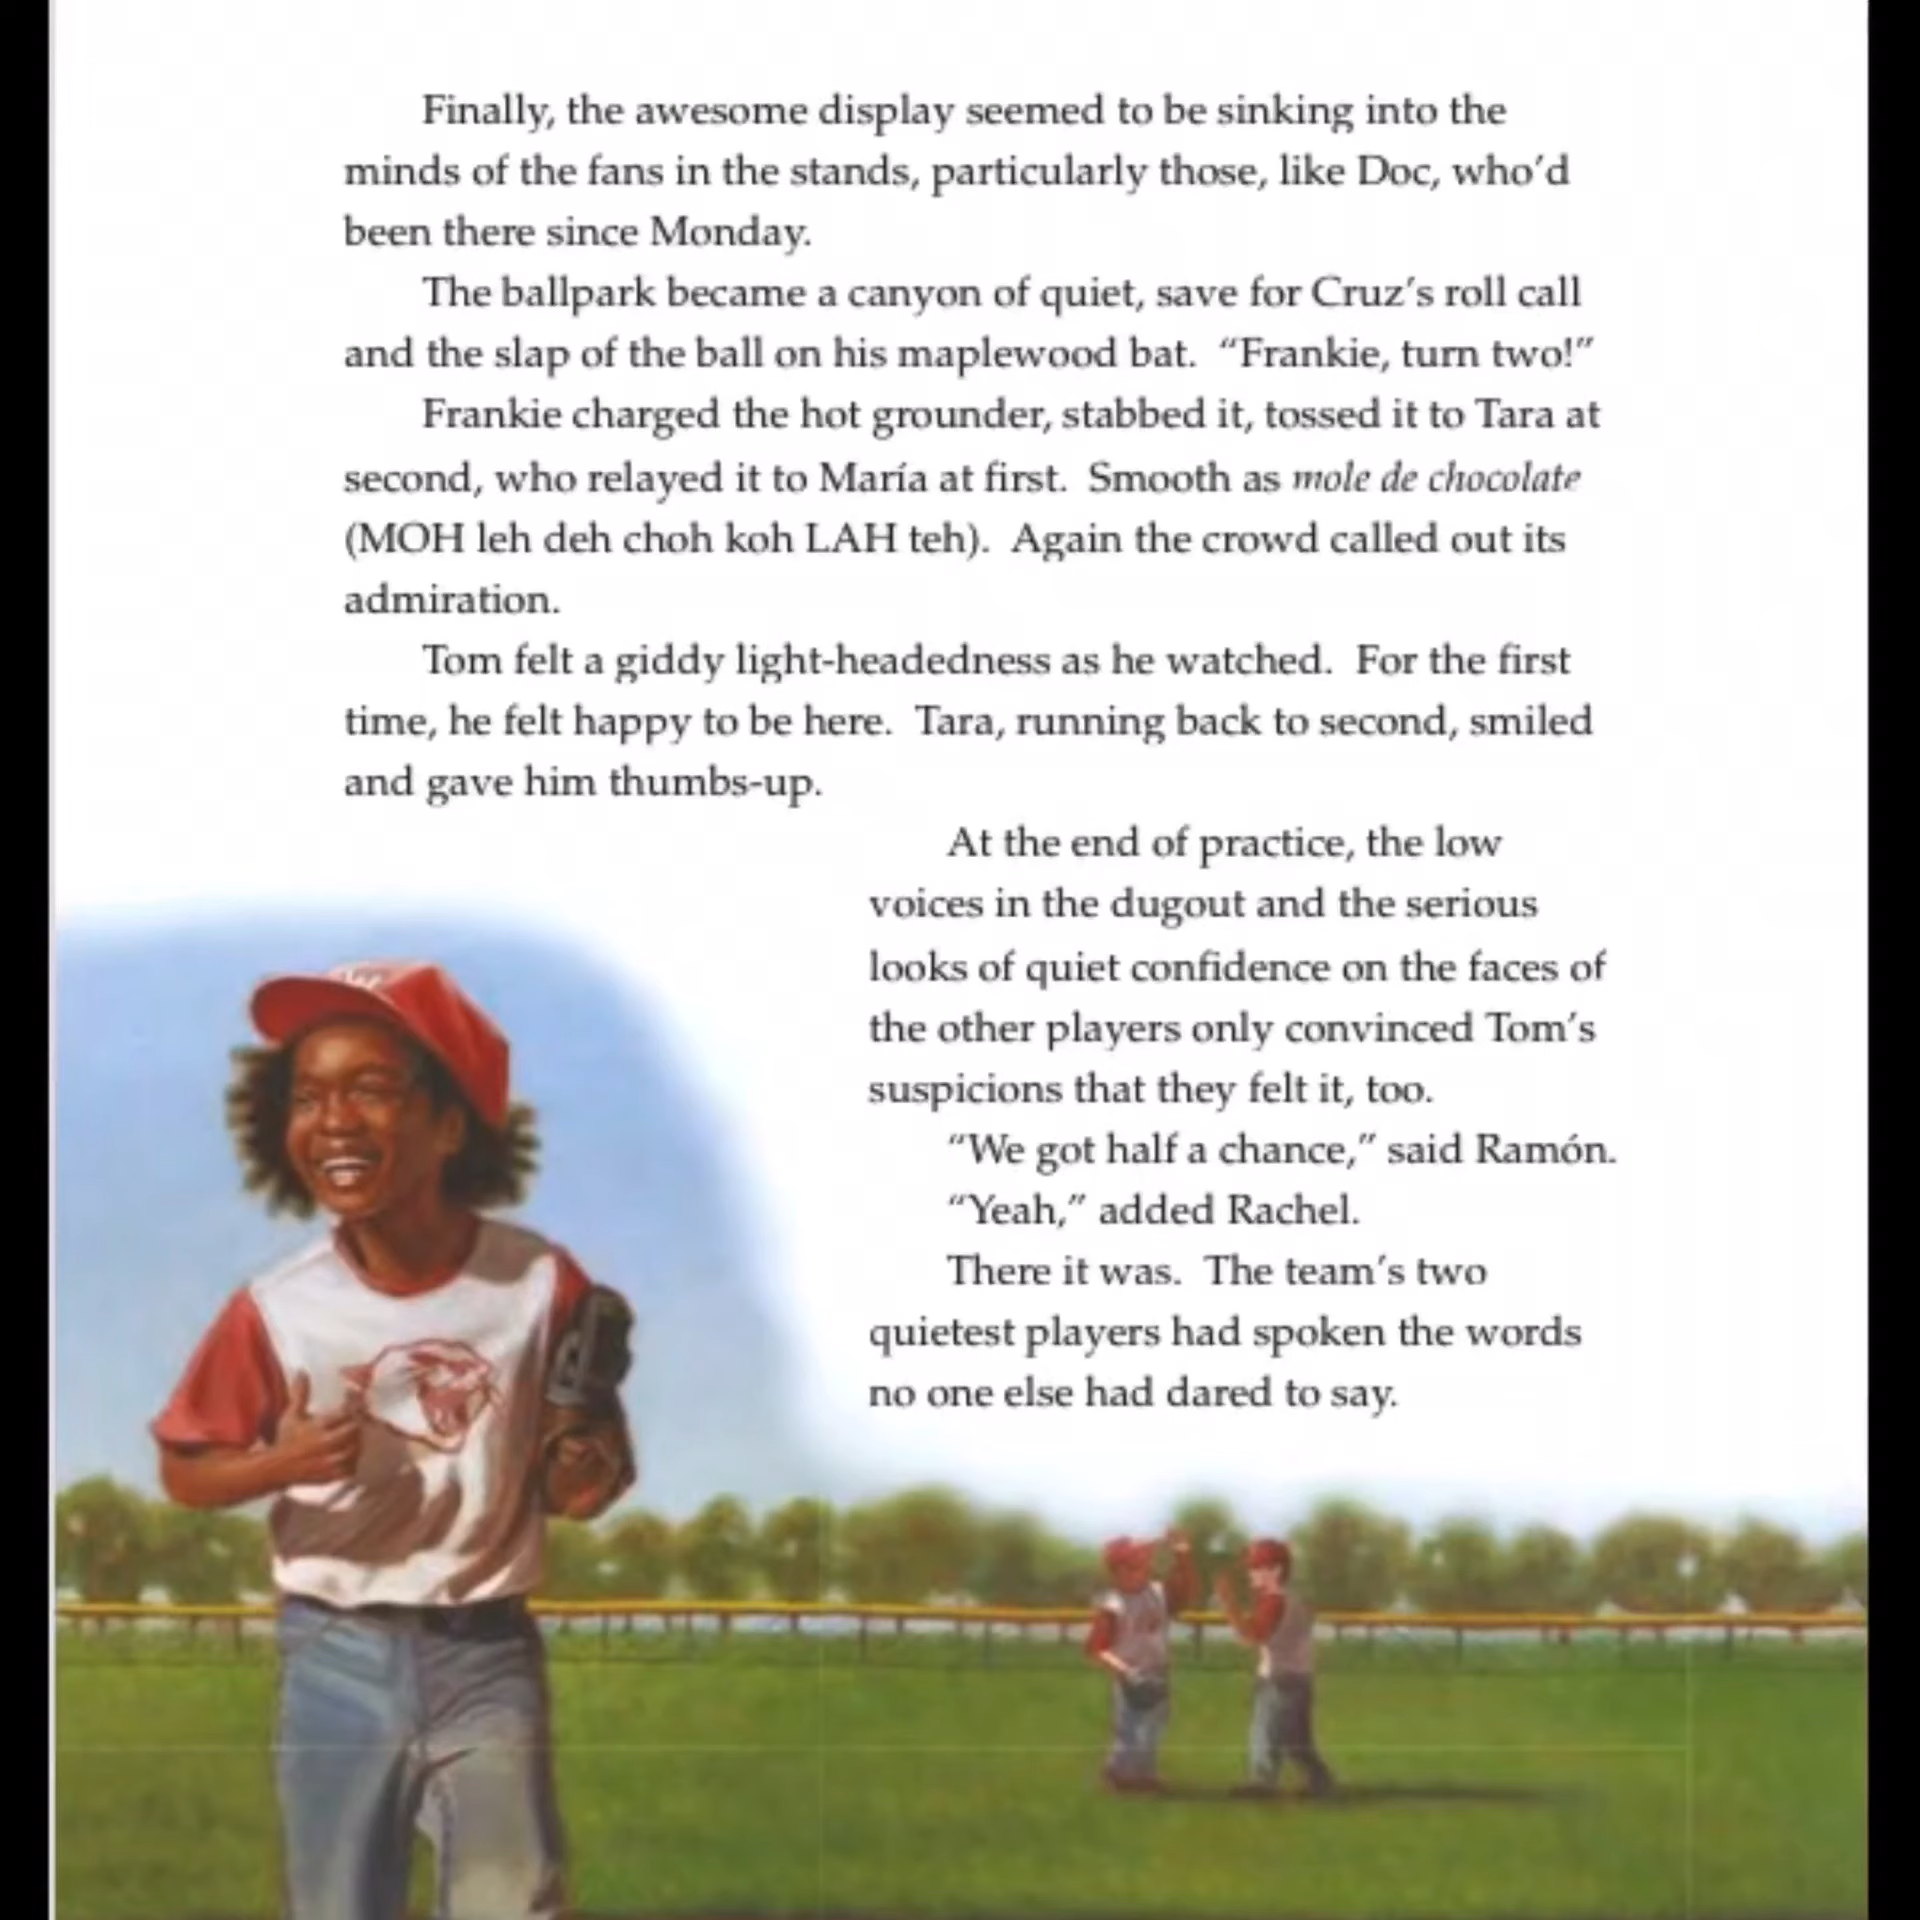 Finally, the awesome display seemed to be sinking into the
minds of the fans in the stands, particularly those, like Doc, who’d
been there since Monday.
The ballpark became a canyon of quiet, save for Cruz’s roll call
and the slap of the ball on his maplewood bat. “Frankie, turn two!”
Frankie charged the hot grounder, stabbed it, tossed it to Tara at
second, who relayed it to María at first. Smooth as mole de chocolate
(MOH leh deh choh koh LAH teh). Again the crowd called out its
admiration.
Tom felt a giddy light-headedness as he watched. For the first
time, he felt happy to be here. Tara, running back to second, smiled
and gave him thumbs-up.
At the end of practice, the low
voices in the dugout and the serious
looks of quiet confidence on the faces of
the other players only convinced Tom’s
suspicions that they felt it, too.
“We got half a chance,” said Ramón.
“Yeah,” added Rachel.
There it was. The team’s two
quietest players had spoken the words
no one else had dared to say.